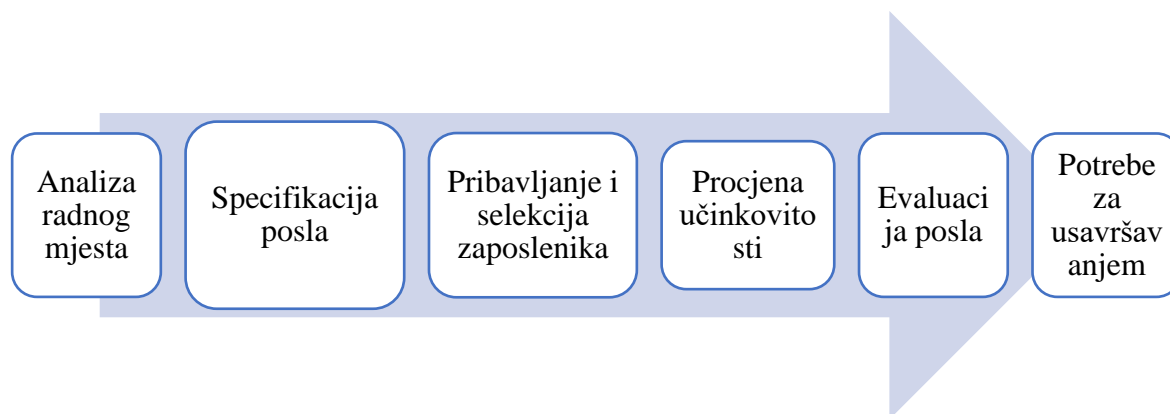 Analiza
radnog
mjesta
Specifikacija
posla
Pribavljanje i
selekcija
zaposlenika
Procjena
učinkovito
sti
Evaluaci
ja posla
Potrebe
za
usavršav
anjem